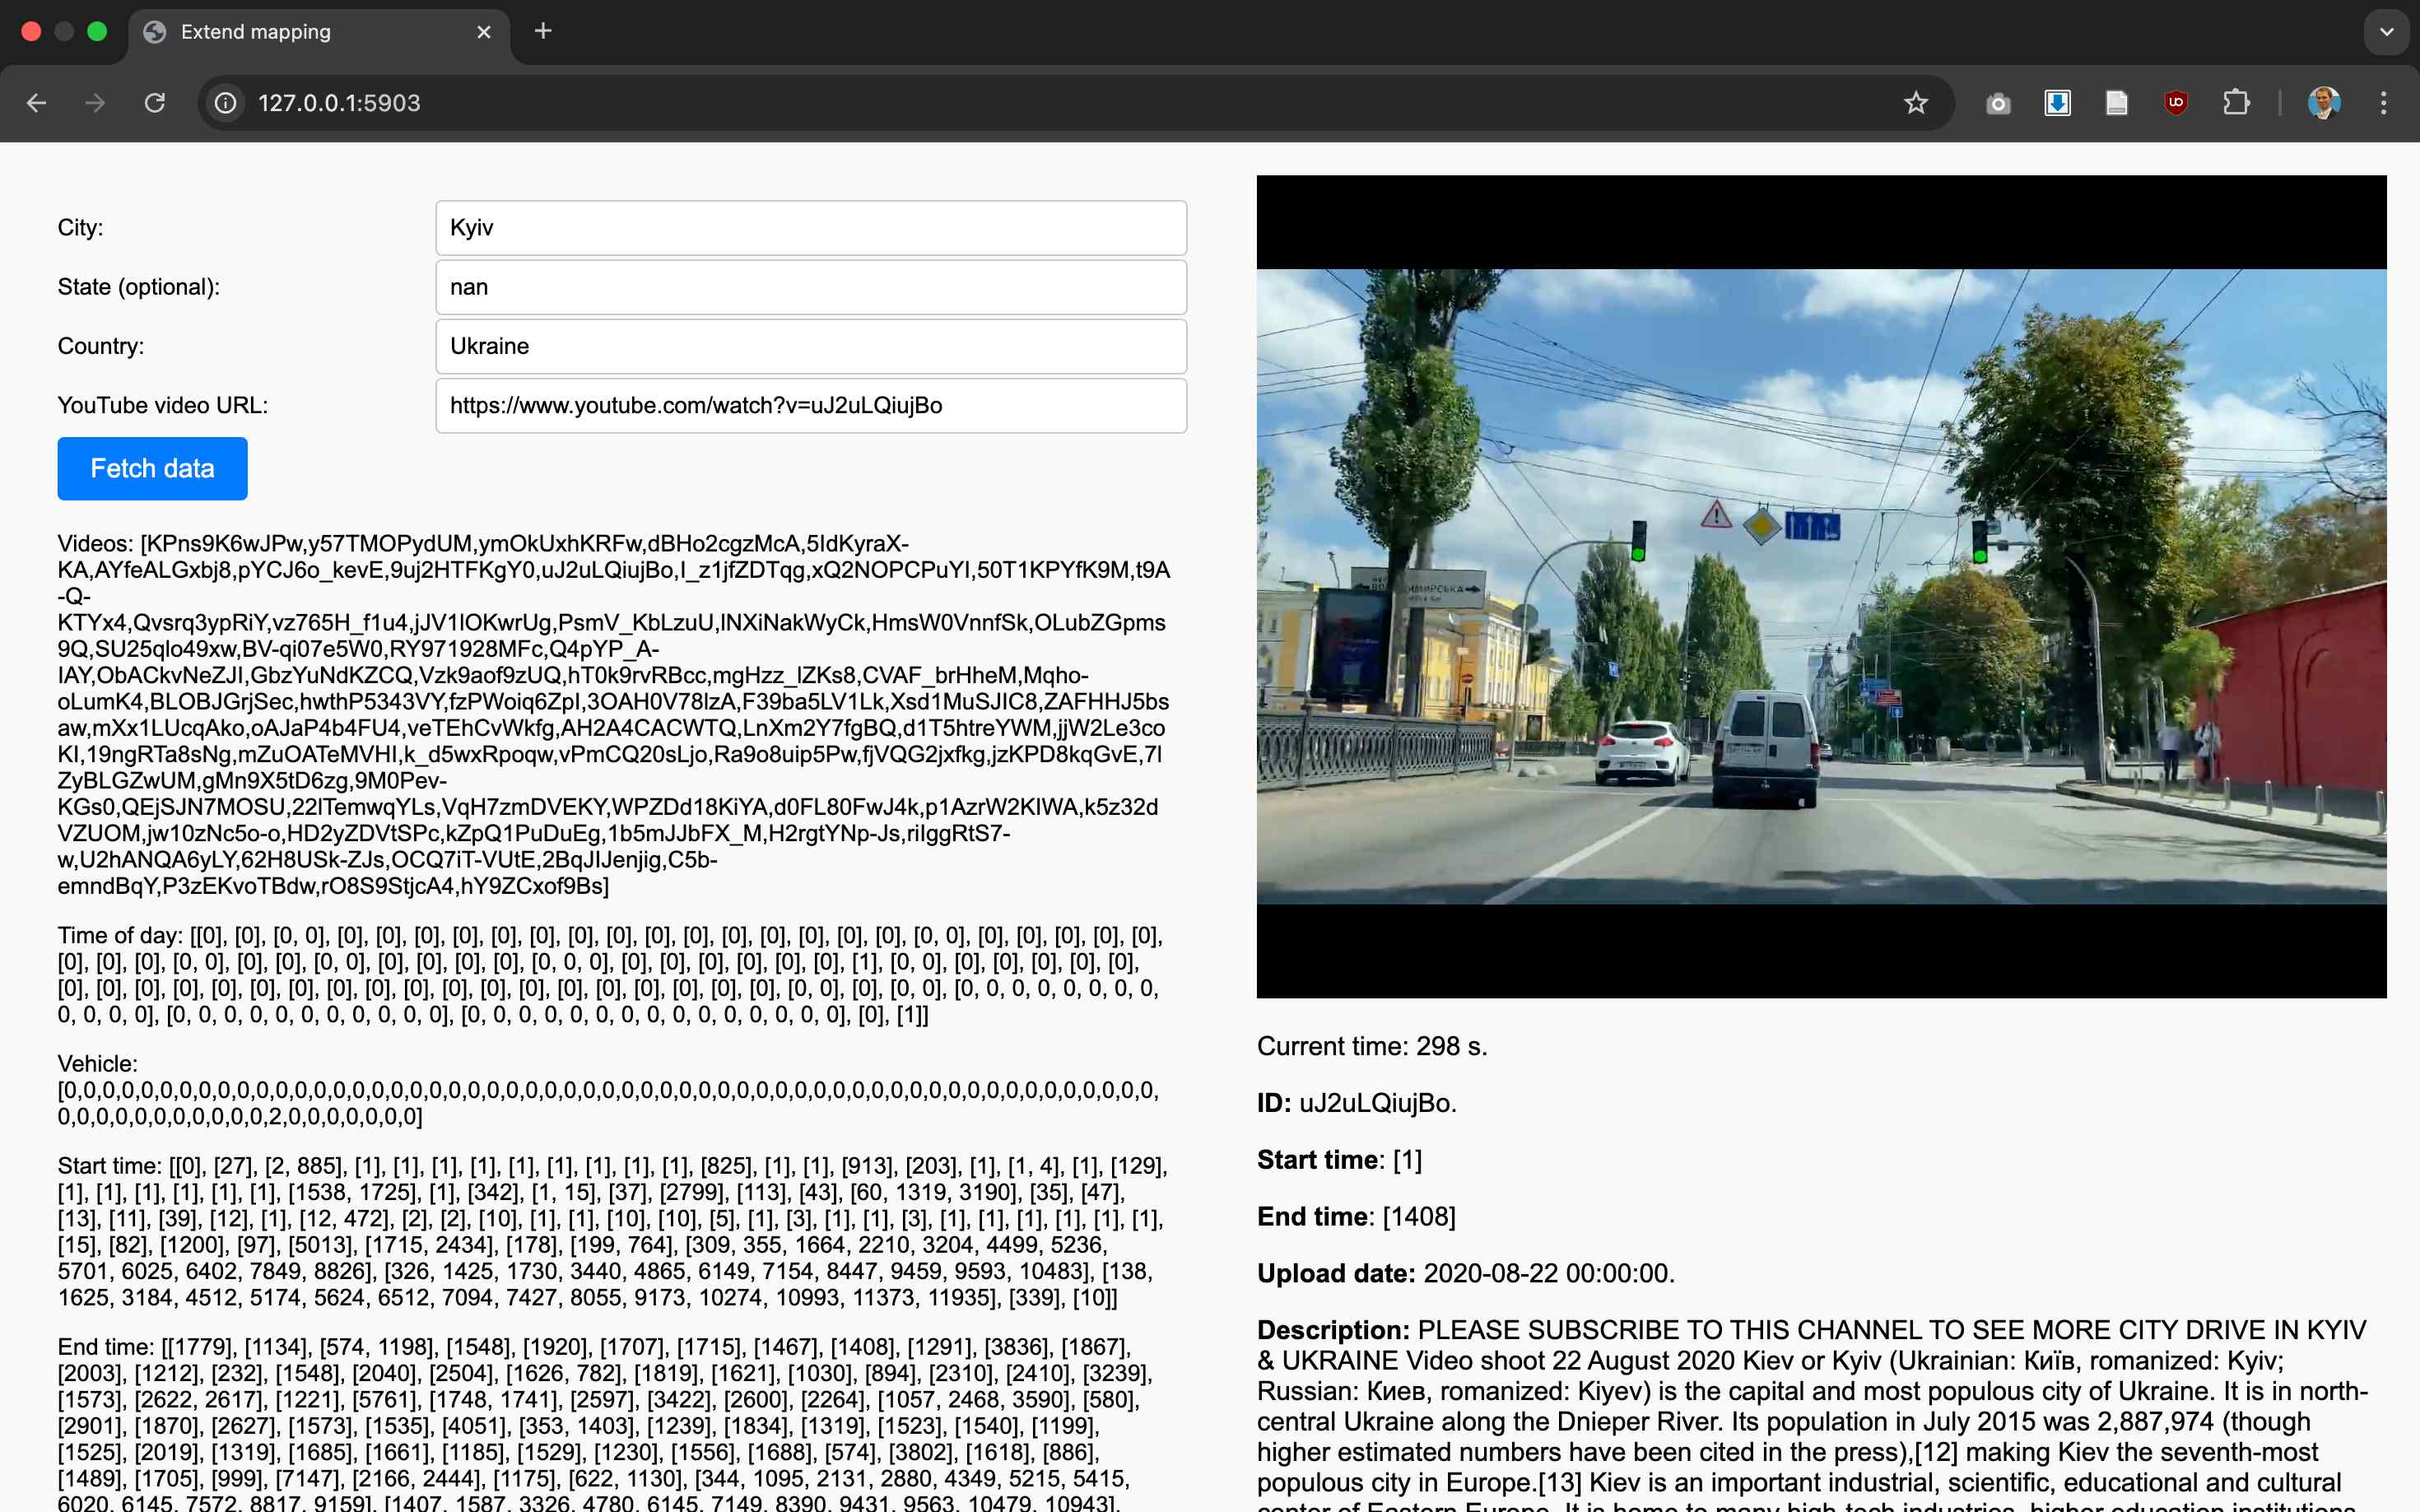 Extend mapping
127.0.0.1:5903
City:
Kyiv
State (optional):
nan
Country:
Ukraine
YouTube video URL:
https://www.youtube.com/watch?v=uJ2uLQiujBo
Fetch data
Videos: [KPns9K6wJPw,y57TMOPydUM,ymOkUxhKRFw,dBHo2cgzMcA,5IdKyraX-
KA,AYfeALGxbj8,pYCJ6o_kevE,9uj2HTFKgY0,uJ2uLQiujBo,I_z1jfZDTqg,xQ2NOPCPuYI,50T1KPYfK9M,t9A
-Q-
KTYx4,Qvsrq3ypRiY,vz765H_f1u4,jJV1lOKwrUg,PsmV_KbLzuU,lNXiNakWyCk,HmsW0VnnfSk,OLubZGpms
9Q,SU25qlo49xw,BV-qi07e5W0,RY971928MFc,Q4pYP_A-
IAY,ObACkvNeZJI,GbzYuNdKZCQ,Vzk9aof9zUQ,hT0k9rvRBcc,mgHzz_lZKs8,CVAF_brHheM,Mqho-
oLumK4,BLOBJGrjSec,hwthP5343VY,fzPWoiq6ZpI,3OAH0V78lzA,F39ba5LV1Lk,Xsd1MuSJIC8,ZAFHHJ5bs
aw,mXx1LUcqAko,oAJaP4b4FU4,veTEhCvWkfg,AH2A4CACWTQ,LnXm2Y7fgBQ,d1T5htreYWM,jjW2Le3co
KI,19ngRTa8sNg,mZuOATeMVHI,k_d5wxRpoqw,vPmCQ20sLjo,Ra9o8uip5Pw,fjVQG2jxfkg,jzKPD8kqGvE,7l
ZyBLGZwUM,gMn9X5tD6zg,9M0Pev-
KGs0,QEjSJN7MOSU,22lTemwqYLs,VqH7zmDVEKY,WPZDd18KiYA,d0FL80FwJ4k,p1AzrW2KlWA,k5z32d
VZUOM,jw10zNc5o-o,HD2yZDVtSPc,kZpQ1PuDuEg,1b5mJJbFX_M,H2rgtYNp-Js,rilggRtS7-
w,U2hANQA6yLY,62H8USk-ZJs,OCQ7iT-VUtE,2BqJIJenjig,C5b-
emndBqY,P3zEKvoTBdw,rO8S9StjcA4,hY9ZCxof9Bs]
Time of day: [[0], [0], [0, 0], [0], [0], [0], [0], [0], [0], [0], [0], [0], [0], [0], [0], [0], [0], [0], [0, 0], [0], [0], [0], [0], [0],
[0], [0], [0], [0, 0], [0], [0], [0, 0], [0], [0], [0], [0], [0, 0, 0], [0], [0], [0], [0], [0], [0], [1], [0, 0], [0], [0], [0], [0], [0],
[0], [0], [0], [0], [0], [0], [0], [0], [0], [0], [0], [0], [0], [0], [0], [0], [0], [0], [0], [0, 0], [0], [0, 0], [0, 0, 0, 0, 0, 0, 0, 0,
0, 0, 0, 0], [0, 0, 0, 0, 0, 0, 0, 0, 0, 0, 0], [0, 0, 0, 0, 0, 0, 0, 0, 0, 0, 0, 0, 0, 0, 0], [0], [1]]
Vehicle:
[0,0,0,0,0,0,0,0,0,0,0,0,0,0,0,0,0,0,0,0,0,0,0,0,0,0,0,0,0,0,0,0,0,0,0,0,0,0,0,0,0,0,0,0,0,0,0,0,0,0,0,0,0,0,0,0,0,
0,0,0,0,0,0,0,0,0,0,0,2,0,0,0,0,0,0,0]
Start time: [[0], [27], [2, 885], [1], [1], [1], [1], [1], [1], [1], [1], [1], [825], [1], [1], [913], [203], [1], [1, 4], [1], [129],
[1], [1], [1], [1], [1], [1], [1538, 1725], [1], [342], [1, 15], [37], [2799], [113], [43], [60, 1319, 3190], [35], [47],
[13], [11], [39], [12], [1], [12, 472], [2], [2], [10], [1], [1], [10], [10], [5], [1], [3], [1], [1], [3], [1], [1], [1], [1], [1], [1],
[15], [82], [1200], [97], [5013], [1715, 2434], [178], [199, 764], [309, 355, 1664, 2210, 3204, 4499, 5236,
5701, 6025, 6402, 7849, 8826], [326, 1425, 1730, 3440, 4865, 6149, 7154, 8447, 9459, 9593, 10483], [138,
1625, 3184, 4512, 5174, 5624, 6512, 7094, 7427, 8055, 9173, 10274, 10993, 11373, 11935], [339], [10]]
End time: [[1779], [1134], [574, 1198], [1548], [1920], [1707], [1715], [1467], [1408], [1291], [3836], [1867],
[2003], [1212], [232], [1548], [2040], [2504], [1626, 782], [1819], [1621], [1030], [894], [2310], [2410], [3239],
[1573], [2622, 2617], [1221], [5761], [1748, 1741], [2597], [3422], [2600], [2264], [1057, 2468, 3590], [580],
[2901], [1870], [2627], [1573], [1535], [4051], [353, 1403], [1239], [1834], [1319], [1523], [1540], [1199],
[1525], [2019], [1319], [1685], [1661], [1185], [1529], [1230], [1556], [1688], [574], [3802], [1618], [886],
[1489], [1705], [999], [7147], [2166, 2444], [1175], [622, 1130], [344, 1095, 2131, 2880, 4349, 5215, 5415,
6020, 6145, 7572, 8817, 9159], [1407, 1587, 3326, 4780, 6145, 7149, 8390, 9431, 9563, 10479, 10943],
Current time: 298 s.
ID: uJ2uLQiujBo.
Start time: [1]
End time: [1408]
Upload date: 2020-08-22 00:00:00.
Description: PLEASE SUBSCRIBE TO THIS CHANNEL TO SEE MORE CITY DRIVE IN KYIV
& UKRAINE Video shoot 22 August 2020 Kiev or Kyiv (Ukrainian: Київ, romanized: Kyiv;
Russian: Киев, romanized: Kiyev) is the capital and most populous city of Ukraine. It is in north-
central Ukraine along the Dnieper River. Its population in July 2015 was 2,887,974 (though
higher estimated numbers have been cited in the press),[12] making Kiev the seventh-most
populous city in Europe.[13] Kiev is an important industrial, scientific, educational and cultural
center of Eastern Europe. It is home to many high-tech industries, higher education institutions,